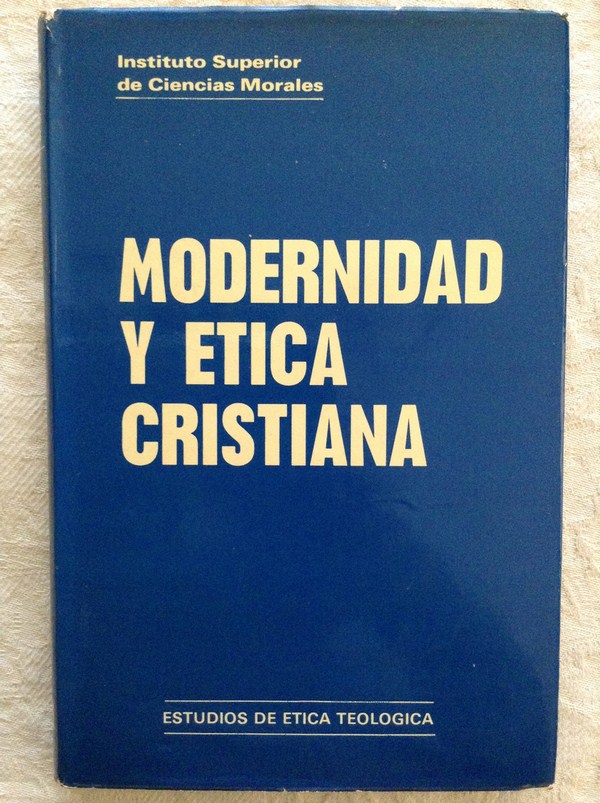 Instituto Superior
de Ciencias Morales
MODERNIDAD
Y ETICA
CRISTIANA
ESTUDIOS DE ETICA TEOLOGICA